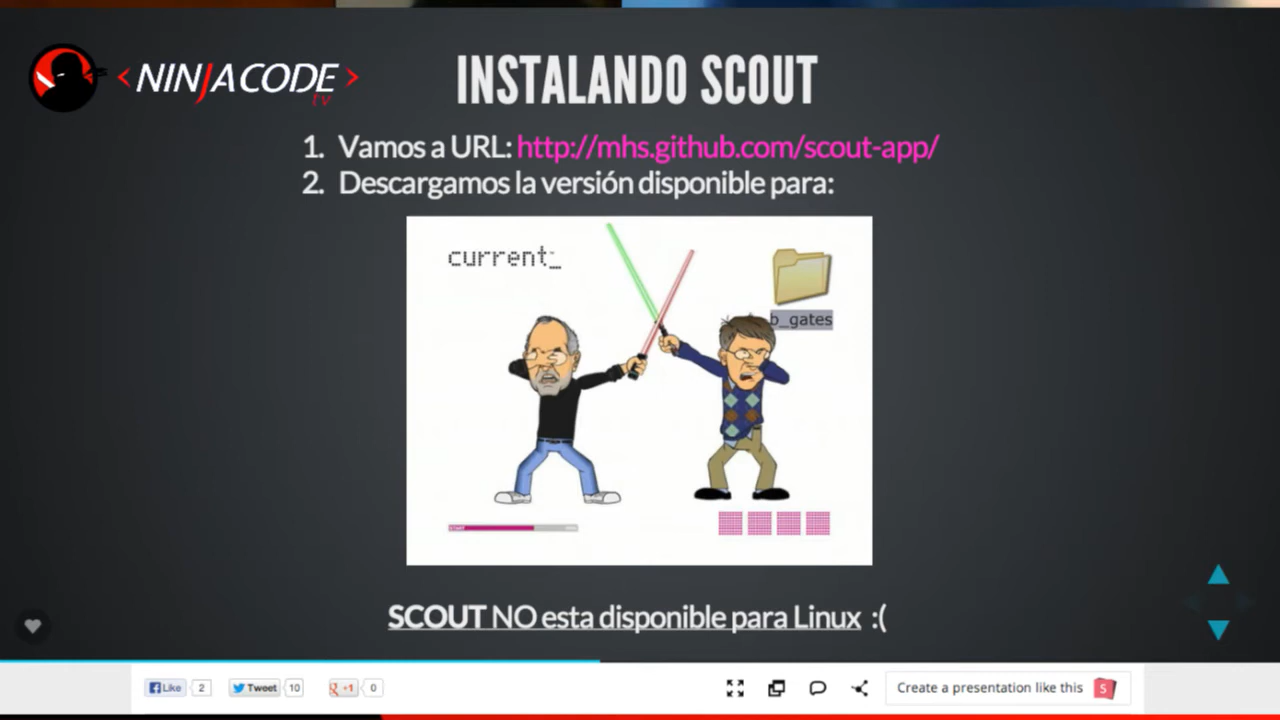 <NINJACODE>
tv
INSTALANDO SCOUT
1. Vamos a URL: http://mhs.github.com/scout-app/
2. Descargamos la versión disponible para:
current_
b_gates
START
SCOUT NO esta disponible para Linux :(
Like 2 Tweet 10 +1 0
Create a presentation like this S